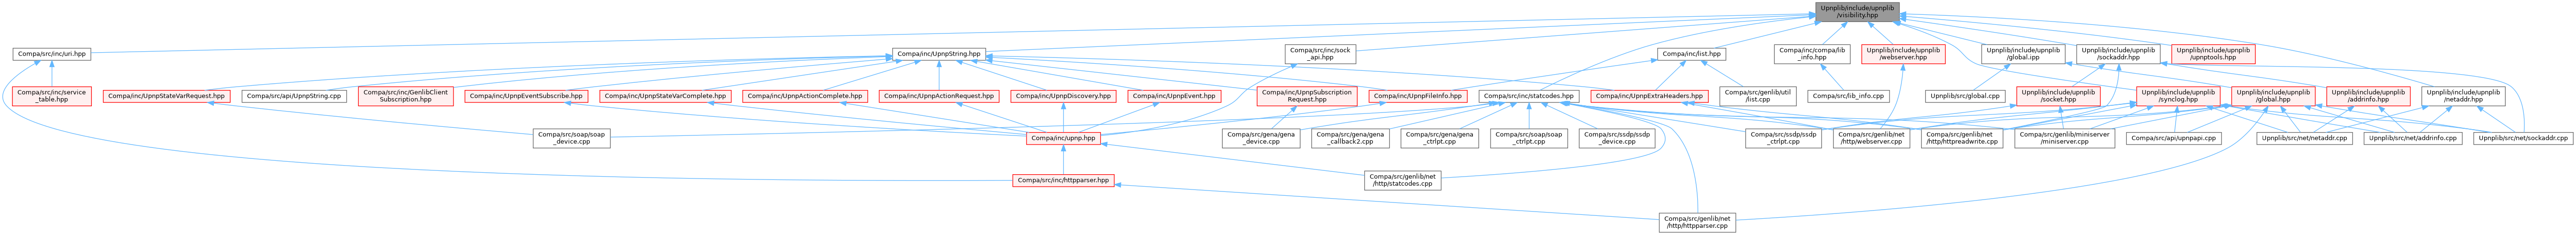 Upnplib/include/upnplib
/visibility.hpp
Compa/src/inc/uri.hpp
Compa/inc/UpnpString.hpp
Compa/src/inc/sock
_api.hpp
Compa/inc/list.hpp
Compa/inc/compa/lib
_info.hpp
Upnplib/include/upnplib
/webserver.hpp
Upnplib/include/upnplib
/global.ipp
Upnplib/include/upnplib
/sockaddr.hpp
Upnplib/include/upnplib
/upnptools.hpp
Compa/src/inc/service
_table.hpp
Compa/inc/UpnpStateVarRequest.hpp
Compa/src/api/UpnpString.cpp
Compa/src/inc/GenlibClient
Subscription.hpp
Compa/inc/UpnpEventSubscribe.hpp
Compa/inc/UpnpStateVarComplete.hpp
Compa/inc/UpnpActionComplete.hpp
Compa/inc/UpnpActionRequest.hpp
Compa/inc/UpnpDiscovery.hpp
Compa/inc/UpnpEvent.hpp
Compa/inc/UpnpSubscription
Request.hpp
Compa/inc/UpnpFileInfo.hpp
Compa/src/inc/statcodes.hpp
Compa/inc/UpnpExtraHeaders.hpp
Compa/src/genlib/util
/list.cpp
Compa/src/lib_info.cpp
Upnplib/src/global.cpp
Upnplib/include/upnplib
/socket.hpp
Upnplib/include/upnplib
/synclog.hpp
Upnplib/include/upnplib
/global.hpp
Upnplib/include/upnplib
/addrinfo.hpp
Upnplib/include/upnplib
/netaddr.hpp
Compa/src/soap/soap
_device.cpp
Compa/inc/upnp.hpp
Compa/src/gena/gena
_device.cpp
Compa/src/gena/gena
_callback2.cpp
Compa/src/gena/gena
_ctrlpt.cpp
Compa/src/soap/soap
_ctrlpt.cpp
Compa/src/ssdp/ssdp
_device.cpp
Compa/src/ssdp/ssdp
_ctrlpt.cpp
Compa/src/genlib/net
/http/webserver.cpp
Compa/src/genlib/net
/http/httpreadwrite.cpp
Compa/src/genlib/miniserver
/miniserver.cpp
Compa/src/api/upnpapi.cpp
Upnplib/src/net/netaddr.cpp
Upnplib/src/net/addrinfo.cpp
Upnplib/src/net/sockaddr.cpp
Compa/src/inc/httpparser.hpp
Compa/src/genlib/net
/http/statcodes.cpp
Compa/src/genlib/net
/http/httpparser.cpp